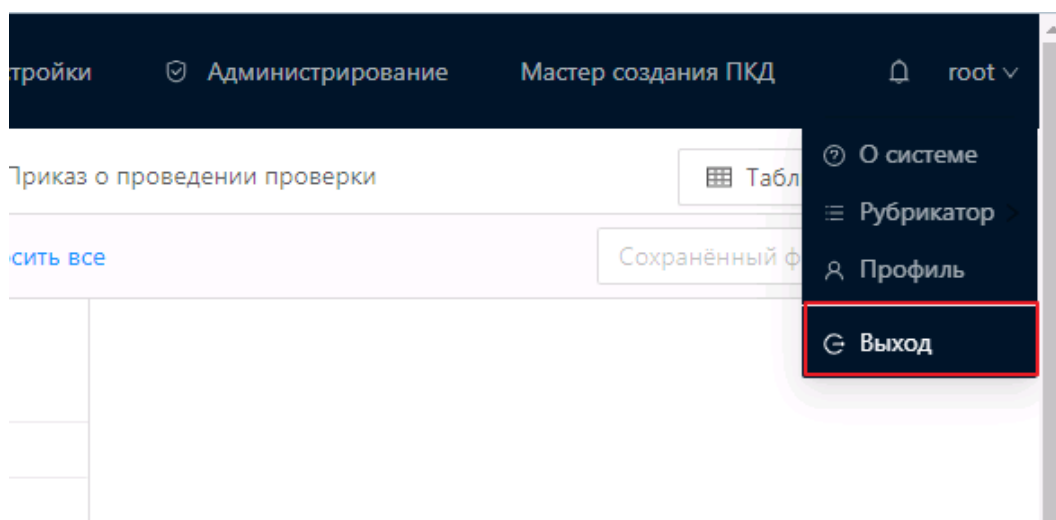 тройки Администрирование Мастер создания ПКД root
Приказ о проведении проверки Табл
О системе
Рубрикатор
сить все Сохранённый ф
Профиль
Выход